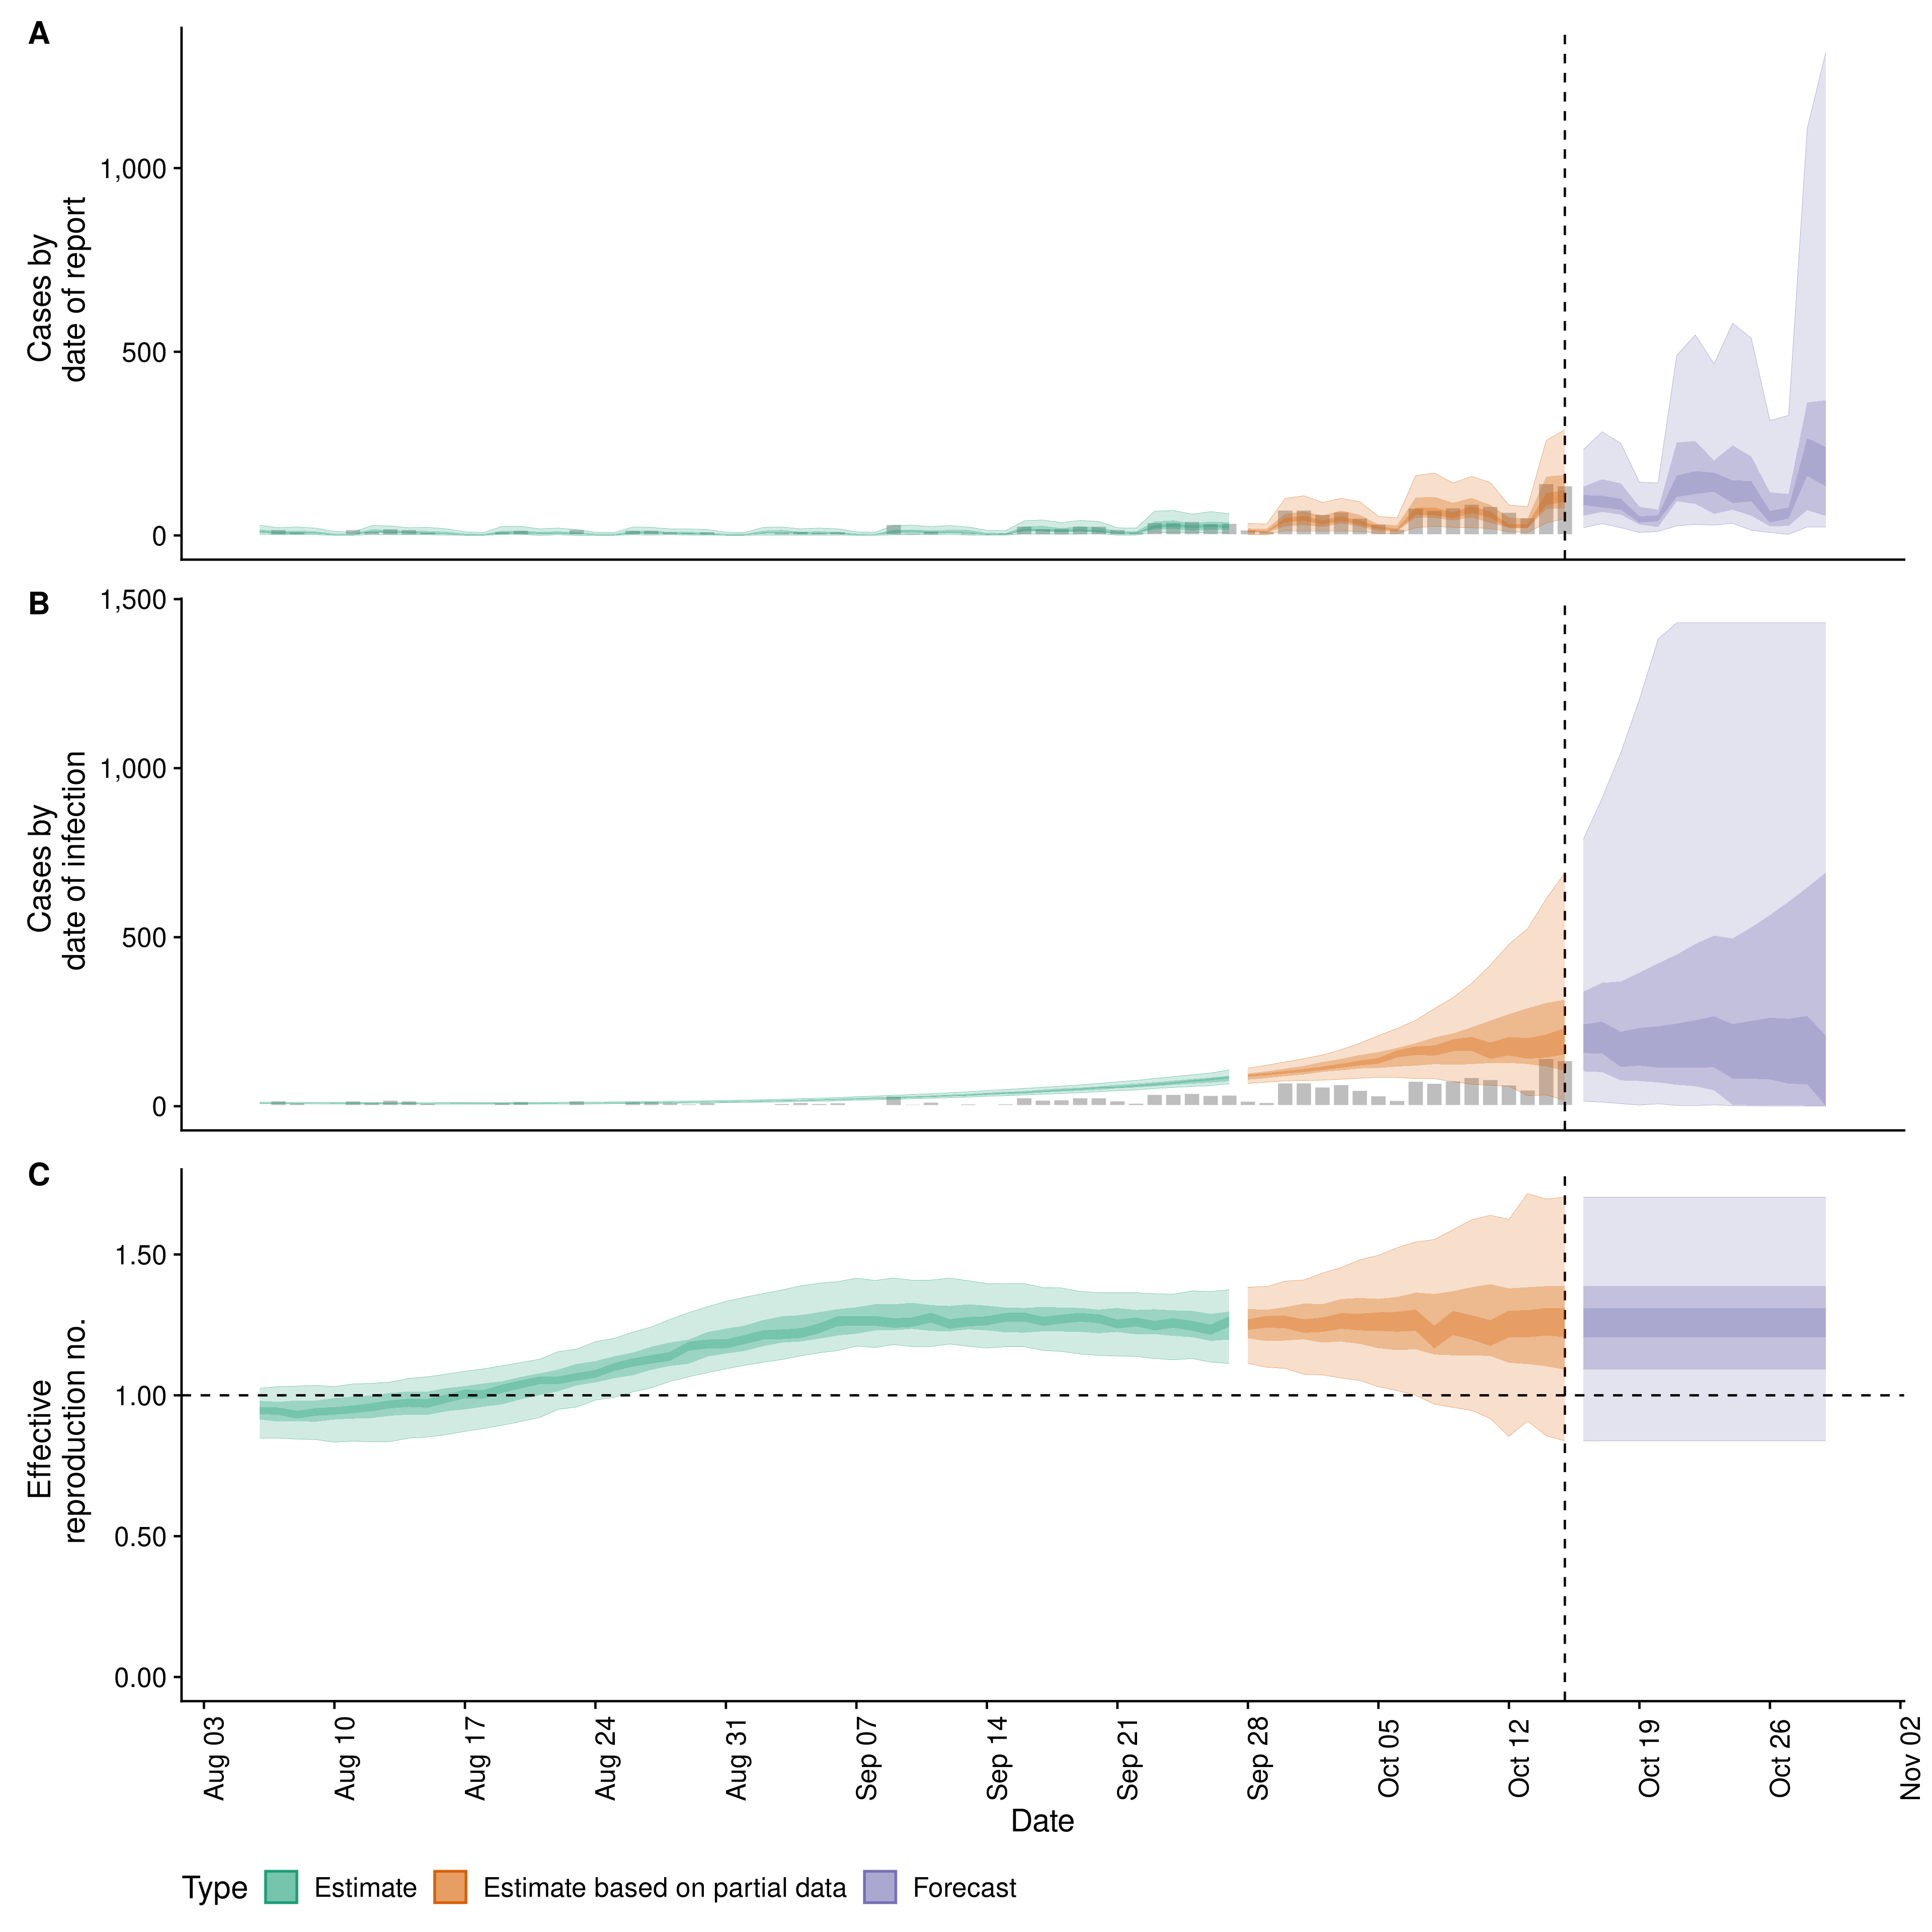 A
Cases by
date of report
1,000
500
0
B
Cases by
date of infection
1,500
1,000
500
0
C
Effective
reproduction no.
1.50
1.00
0.50
0.00
Aug 03
Aug 10
Aug 17
Aug 24
Aug 31
Sep 07
Sep 14
Sep 21
Sep 28
Oct 05
Oct 12
Oct 19
Oct 26
Nov 02
Date
Type Estimate Estimate based on partial data Forecast